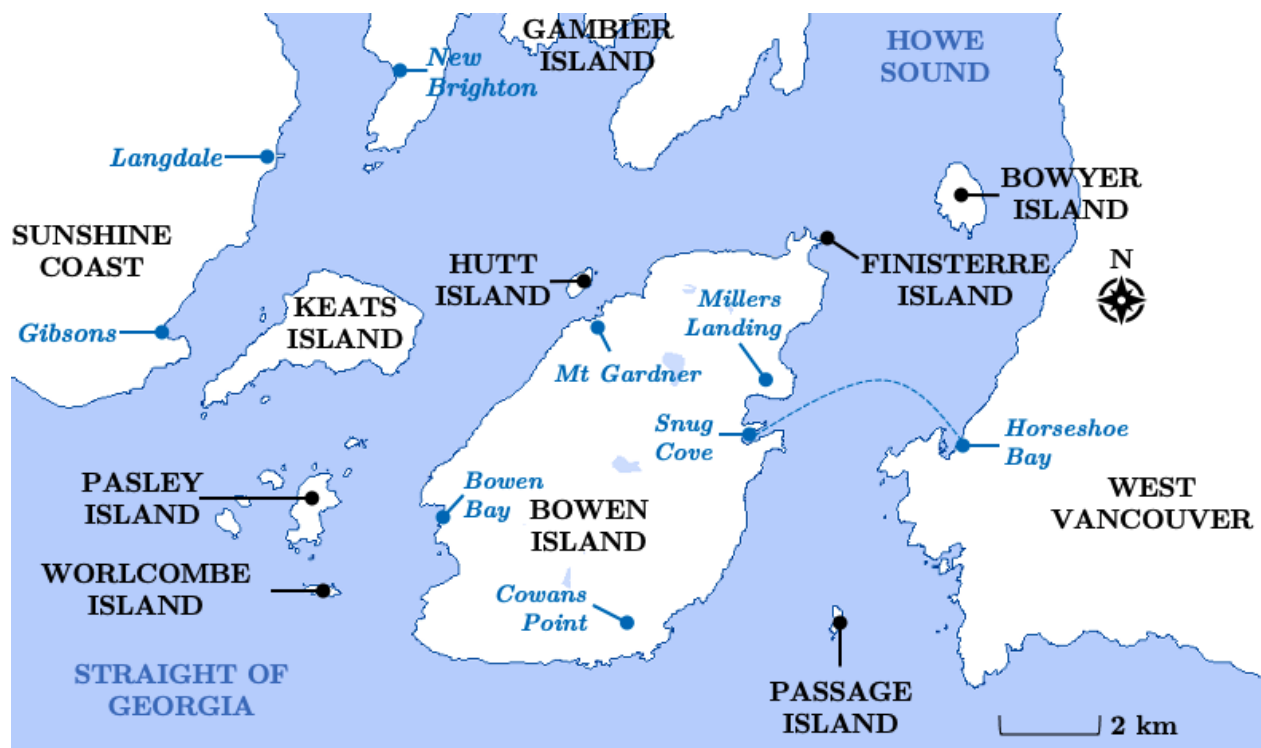 GAMBIER
ISLAND
HOWE
SOUND
New
Brighton
Langdale
BOWYER
ISLAND
SUNSHINE
COAST
HUTT
ISLAND
FINISTERRE
ISLAND
N
KEATS
ISLAND
Millers
Landing
Gibsons
Mt Gardner
Snug
Cove
Horseshoe
Bay
PASLEY
ISLAND
Bowen
Bay
BOWEN
ISLAND
WEST
VANCOUVER
WORLCOMBE
ISLAND
Cowans
Point
STRAIGHT OF
GEORGIA
PASSAGE
ISLAND
2 km